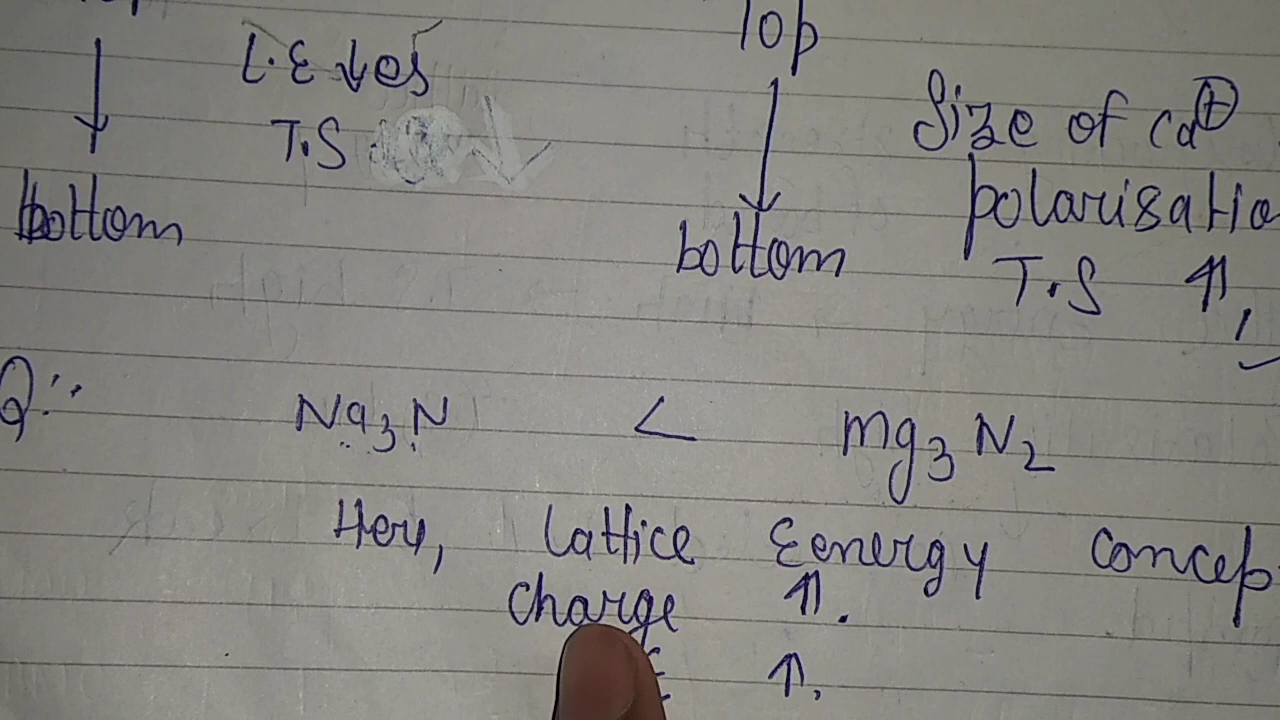 Top
L.E ↓es
Size of ca⊕
T.S
polarisatio
bottom
bottom
T.S ⇑,
Q:-
Na3N < Mg3N2
Here, Lattice Eenergy concep
charge ⇑.
↑,